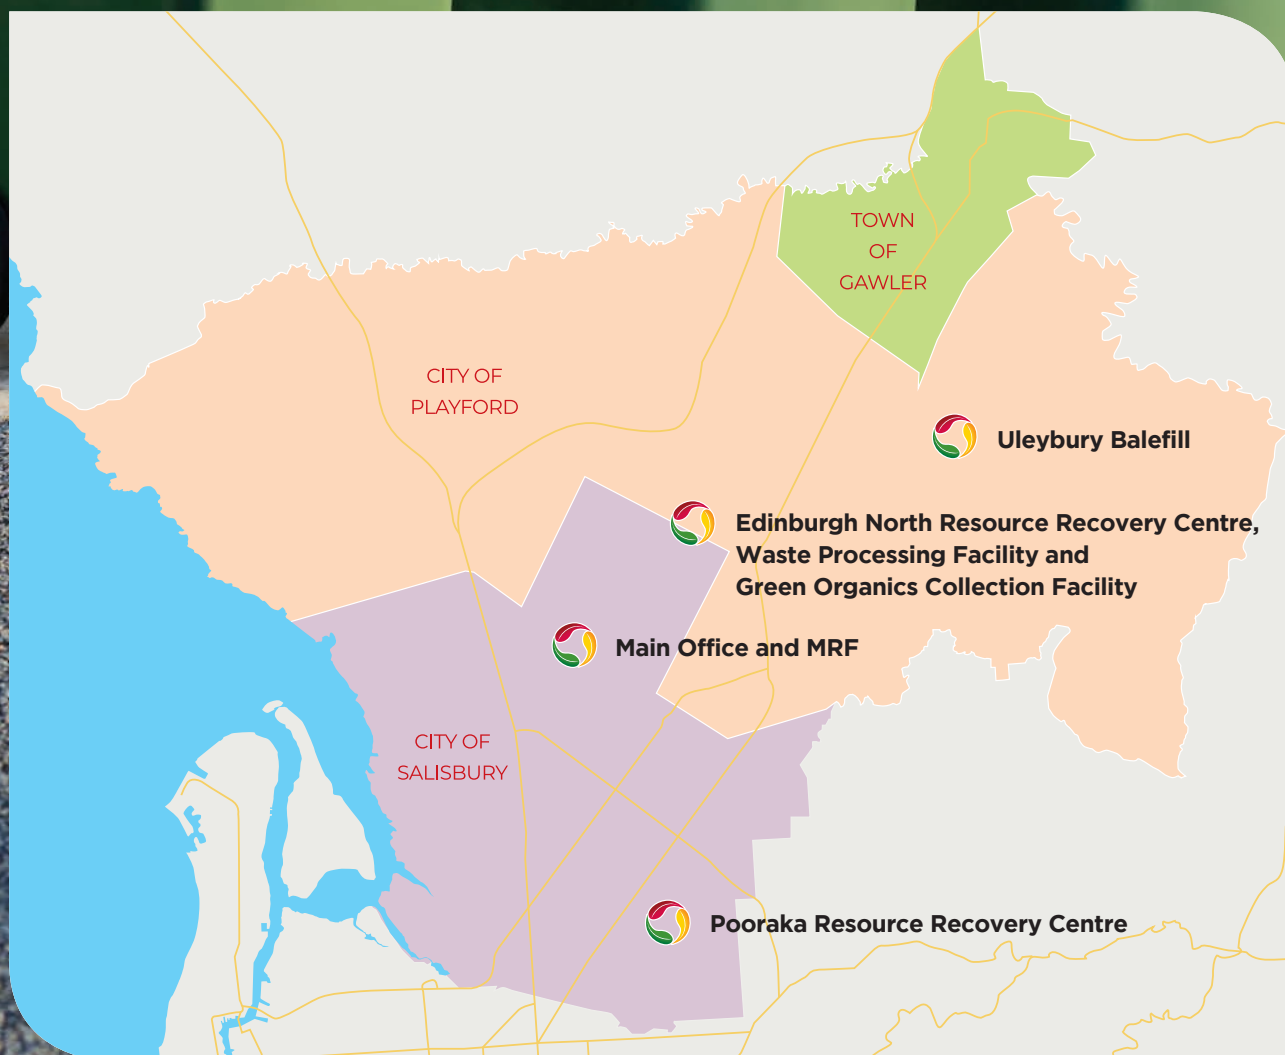 TOWN
OF
GAWLER
CITY OF
PLAYFORD
Uleybury Balefill
Edinburgh North Resource Recovery Centre,
Waste Processing Facility and
Green Organics Collection Facility
Main Office and MRF
CITY OF
SALISBURY
Pooraka Resource Recovery Centre